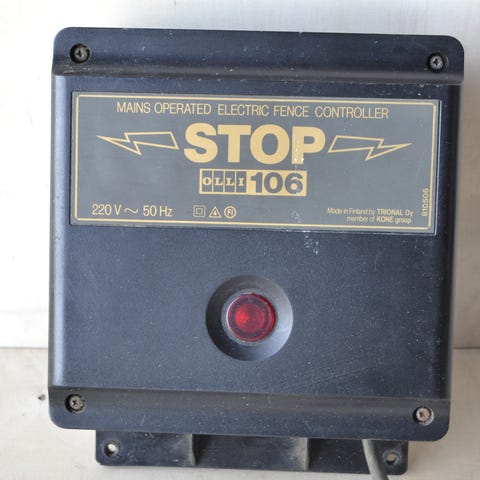 MAINS OPERATED ELECTRIC FENCE CONTROLLER
STOP
OLLI 106
220 V ~ 50 Hz
Made in Finland by TRIONAL Oy
member of KONE group
810506